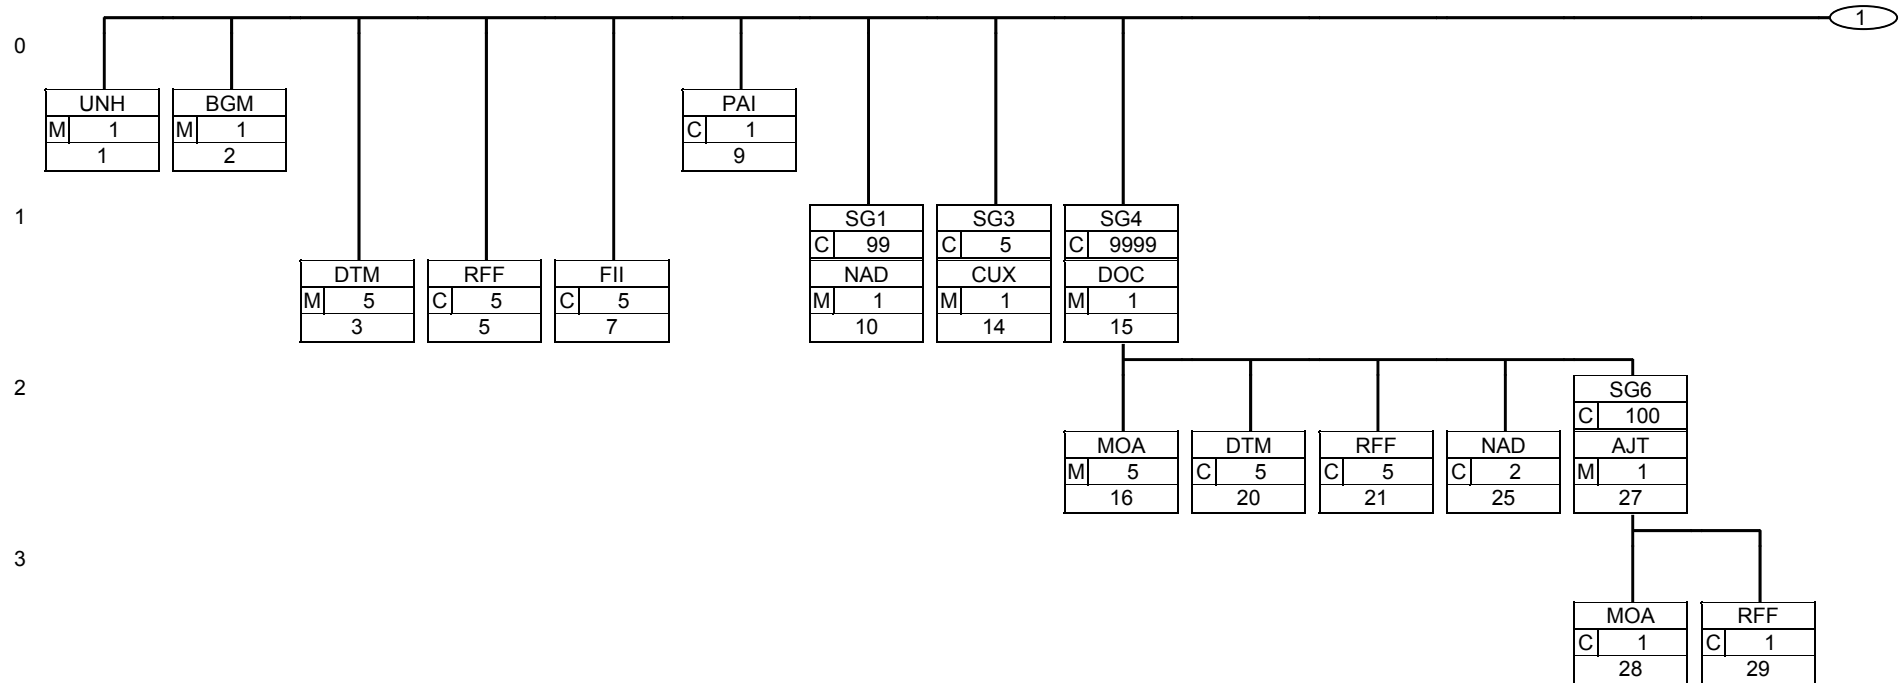 1
0
UNH BGM PAI
M 1 M 1 C 1
1 2 9
1 SG1 SG3 SG4
C 99 C 5 C 9999
DTM RFF FII NAD CUX DOC
M 5 C 5 C 5 M 1 M 1 M 1
3 5 7 10 14 15
2 SG6
C 100
MOA DTM RFF NAD AJT
M 5 C 5 C 5 C 2 M 1
16 20 21 25 27
3
MOA RFF
C 1 C 1
28 29